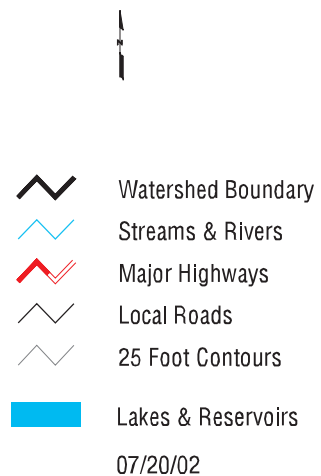 N
Watershed Boundary
Streams & Rivers
Major Highways
Local Roads
25 Foot Contours
Lakes & Reservoirs
07/20/02